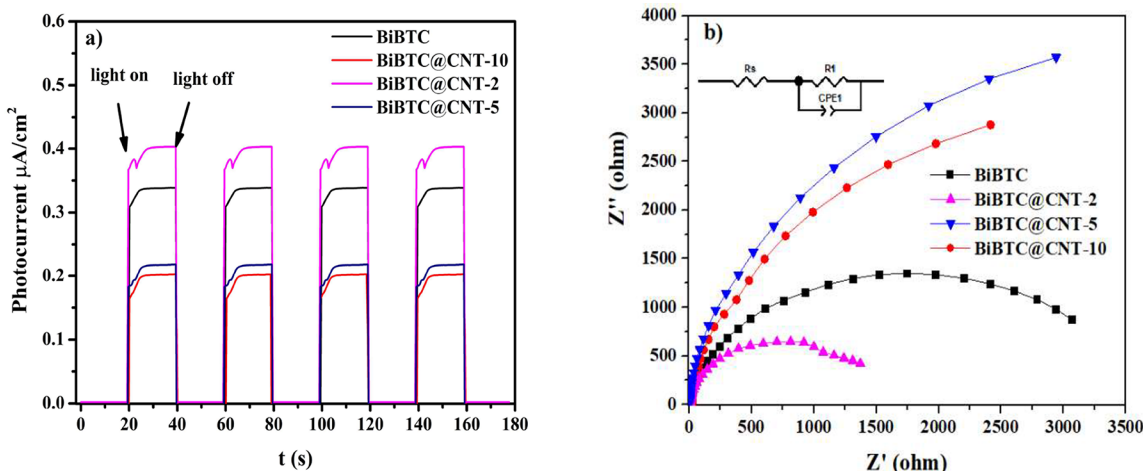 a)
BiBTC
BiBTC@CNT-10
BiBTC@CNT-2
BiBTC@CNT-5
light on
light off
0.6
0.5
0.4
0.3
0.2
0.1
0.0
Photocurrent μA/cm²
0 20 40 60 80 100 120 140 160 180
t (s)
b)
Rs
R1
CPE1
BiBTC
BiBTC@CNT-2
BiBTC@CNT-5
BiBTC@CNT-10
4000
3500
3000
2500
2000
1500
1000
500
0
Z'' (ohm)
0 500 1000 1500 2000 2500 3000 3500
Z' (ohm)